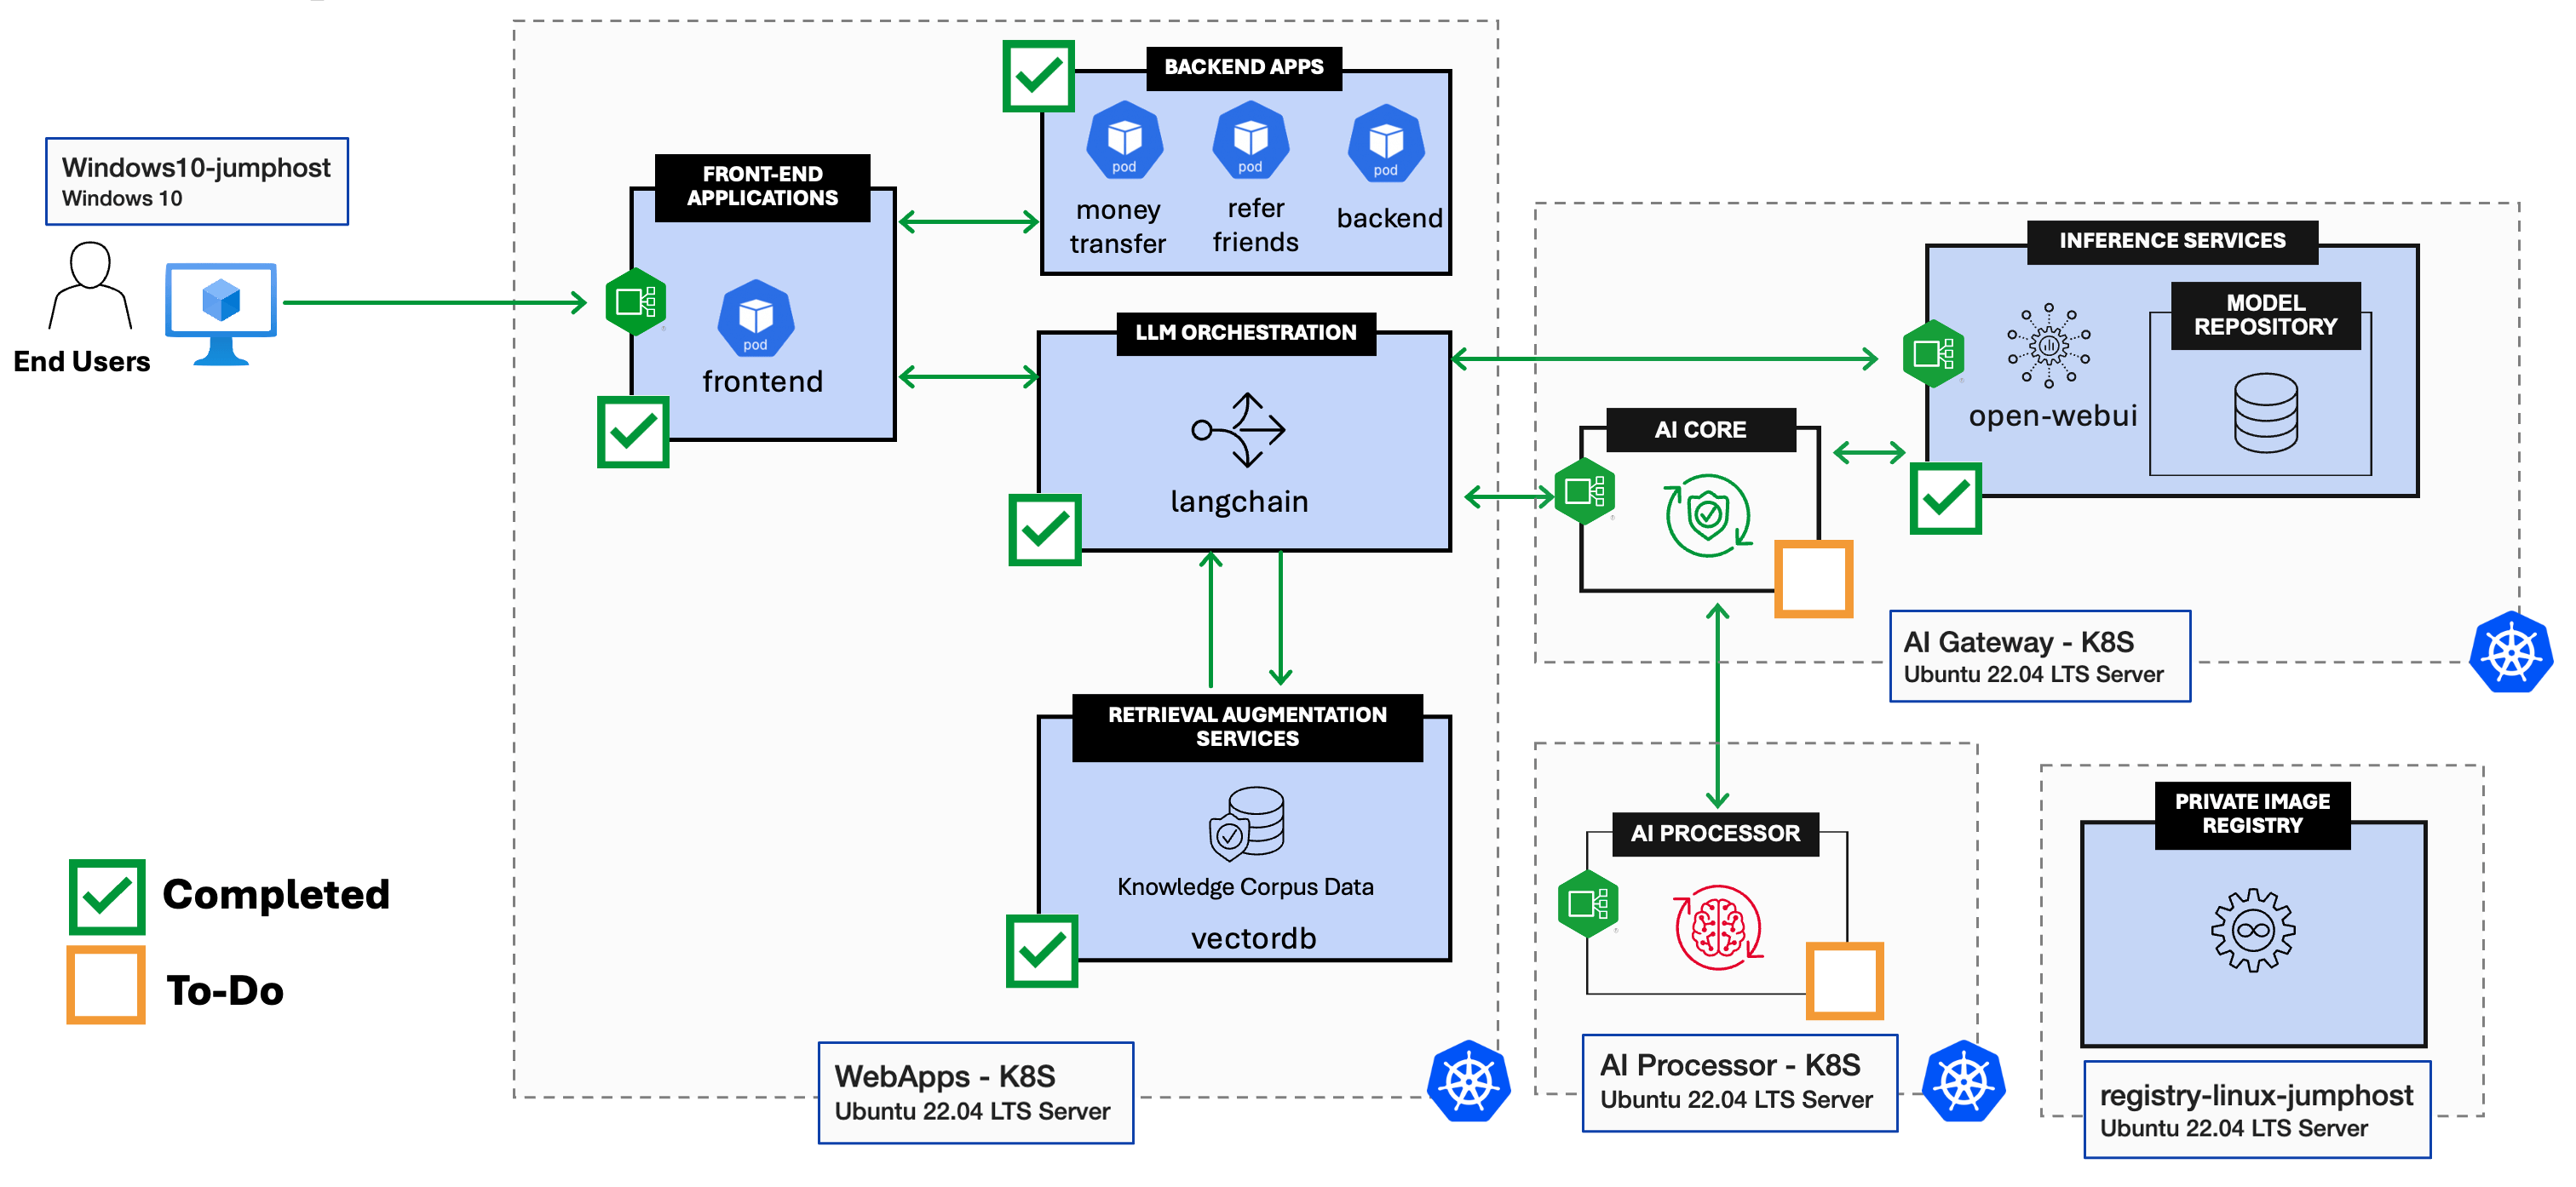 Windows10-jumphost
Windows 10
End Users
FRONT-END
APPLICATIONS
pod
frontend
BACKEND APPS
pod
money
transfer
pod
refer
friends
pod
backend
LLM ORCHESTRATION
langchain
RETRIEVAL AUGMENTATION
SERVICES
Knowledge Corpus Data
vectordb
WebApps - K8S
Ubuntu 22.04 LTS Server
INFERENCE SERVICES
open-webui
MODEL
REPOSITORY
AI CORE
AI Gateway - K8S
Ubuntu 22.04 LTS Server
AI PROCESSOR
AI Processor - K8S
Ubuntu 22.04 LTS Server
PRIVATE IMAGE
REGISTRY
registry-linux-jumphost
Ubuntu 22.04 LTS Server
Completed
To-Do